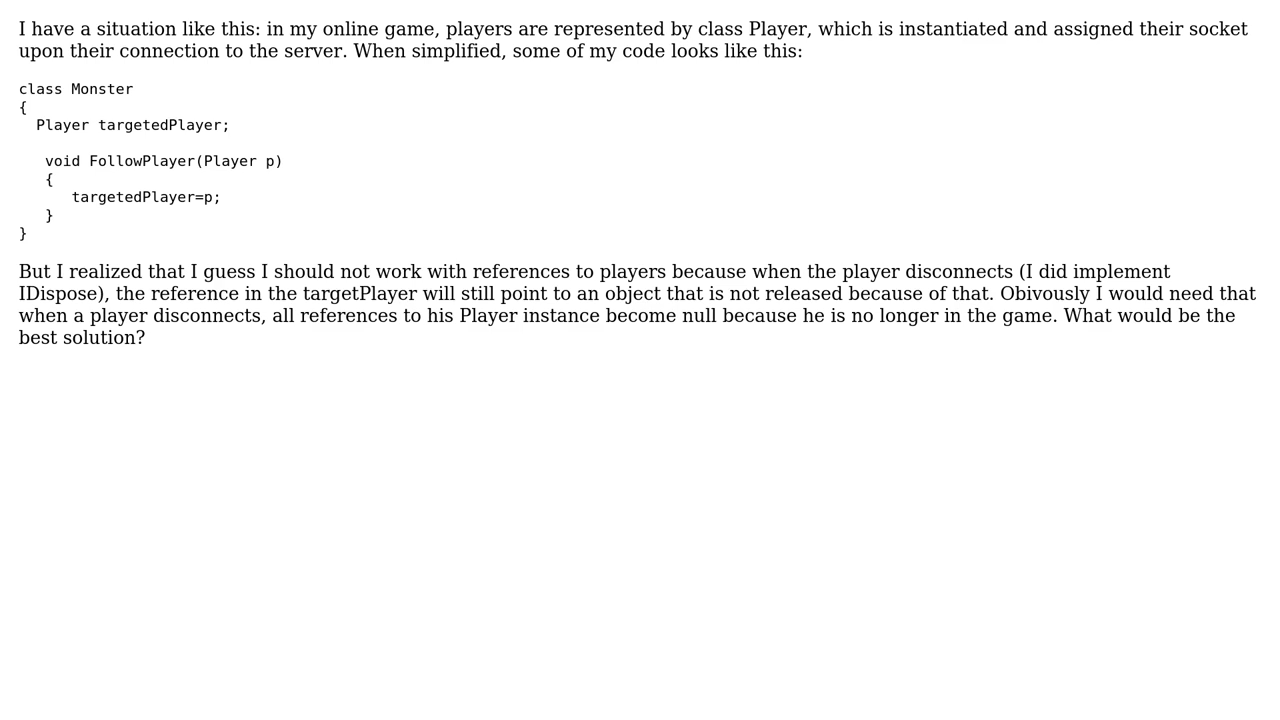 I have a situation like this: in my online game, players are represented by class Player, which is instantiated and assigned their socket
upon their connection to the server. When simplified, some of my code looks like this:
class Monster
{
  Player targetedPlayer;
   void FollowPlayer(Player p)
   {
      targetedPlayer=p;
   }
}
But I realized that I guess I should not work with references to players because when the player disconnects (I did implement
IDispose), the reference in the targetPlayer will still point to an object that is not released because of that. Obivously I would need that
when a player disconnects, all references to his Player instance become null because he is no longer in the game. What would be the
best solution?